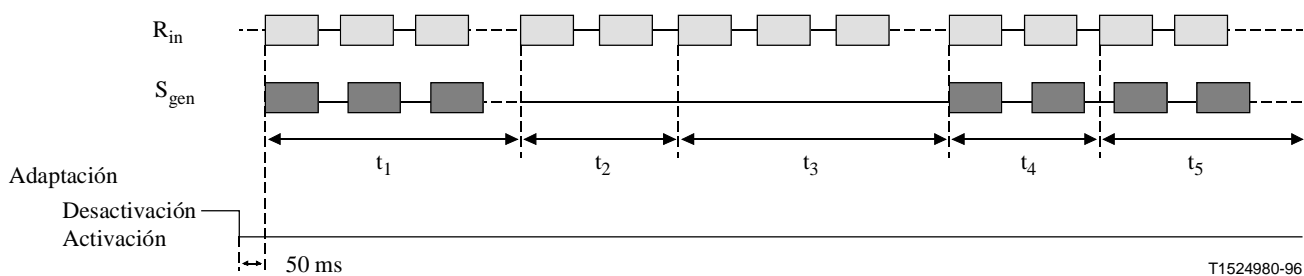 R_in
S_gen
t_1 t_2 t_3 t_4 t_5
Adaptación
Desactivación
Activación
50 ms
T1524980-96